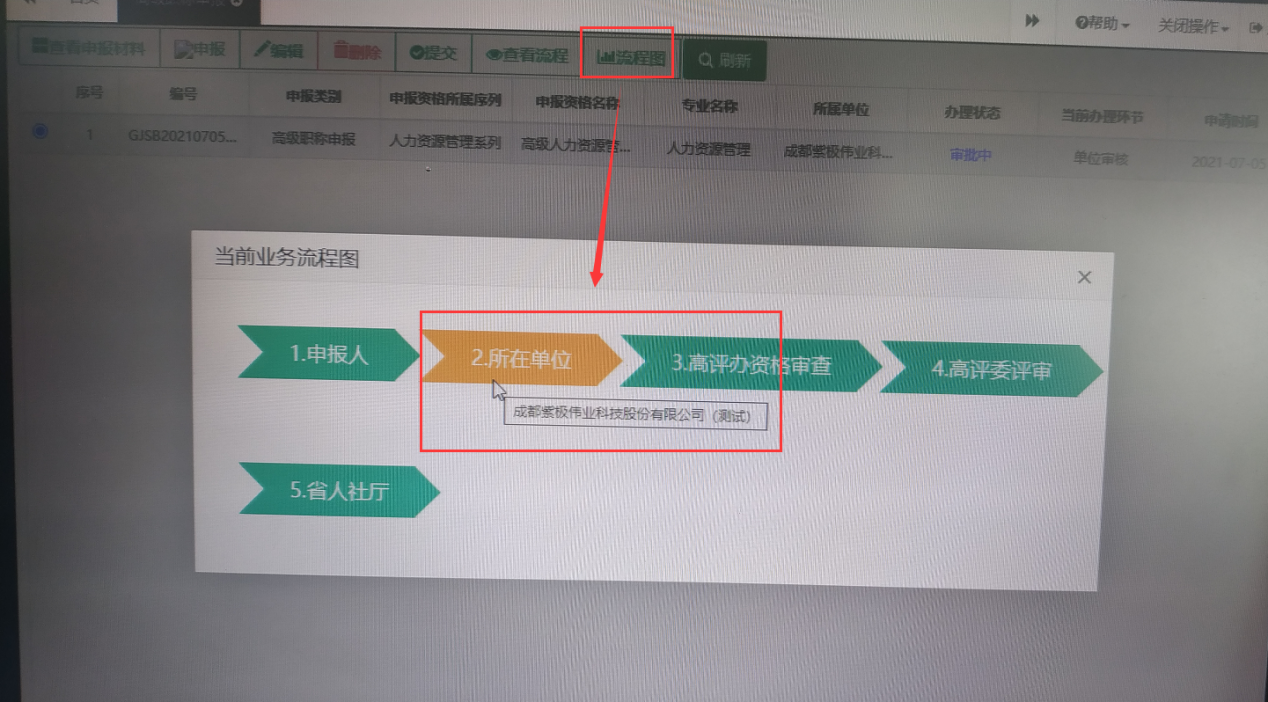 首页
帮助 关闭操作
查看申报材料 申报 编辑 删除 提交 查看流程 流程图 刷新
序号 编号 申报类别 申报资格所属序列 申报资格名称 专业名称 所属单位 办理状态 当前办理环节 申请时间
1 GJSB20210705... 高级职称申报 人力资源管理系列 高级人力资源管... 人力资源管理 成都紫极伟业科... 审批中 单位审核 2021-07-05
当前业务流程图
1.申报人 2.所在单位 3.高评办资格审查 4.高评委评审
成都紫极伟业科技股份有限公司（测试）
5.省人社厅